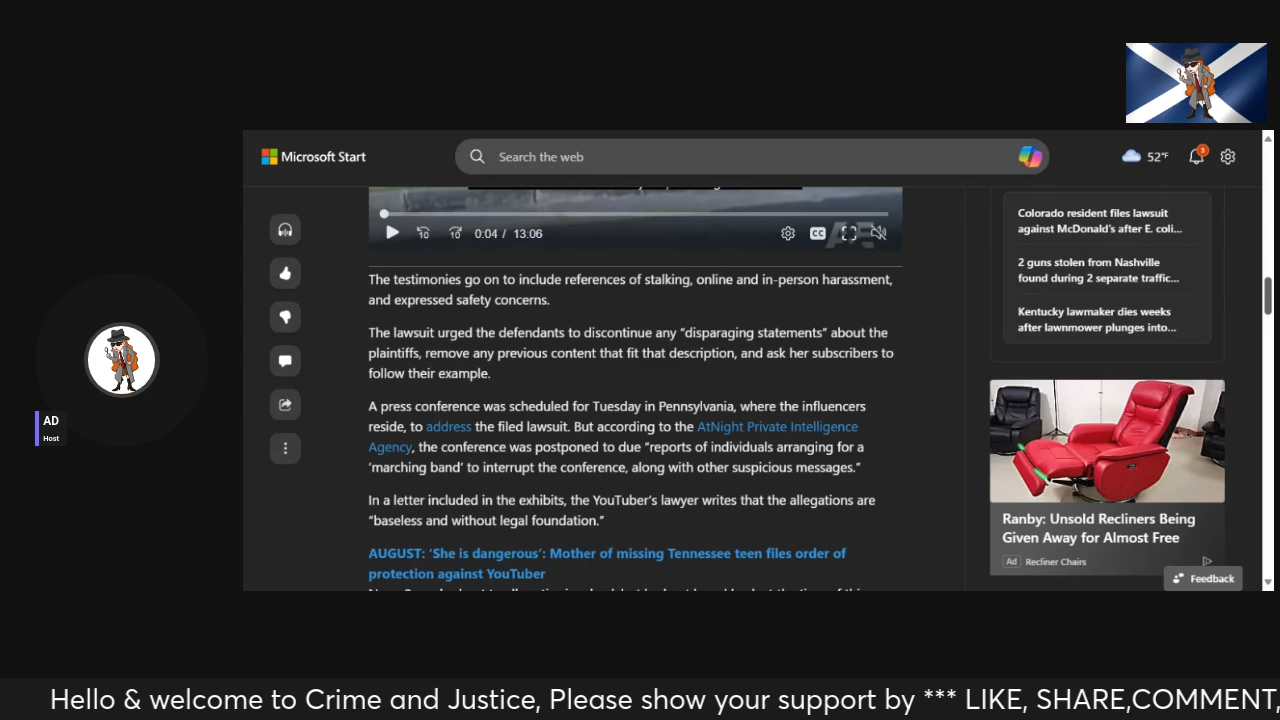 Microsoft Start
Search the web
52°F
3
0:04 / 13:06
CC
The testimonies go on to include references of stalking, online and in-person harassment,
and expressed safety concerns.
The lawsuit urged the defendants to discontinue any “disparaging statements” about the
plaintiffs, remove any previous content that fit that description, and ask her subscribers to
follow their example.
A press conference was scheduled for Tuesday in Pennsylvania, where the influencers
reside, to address the filed lawsuit. But according to the AtNight Private Intelligence
Agency, the conference was postponed to due “reports of individuals arranging for a
‘marching band’ to interrupt the conference, along with other suspicious messages.”
In a letter included in the exhibits, the YouTuber’s lawyer writes that the allegations are
“baseless and without legal foundation.”
AUGUST: ‘She is dangerous’: Mother of missing Tennessee teen files order of
protection against YouTuber
Colorado resident files lawsuit
against McDonald's after E. coli...
2 guns stolen from Nashville
found during 2 separate traffic...
Kentucky lawmaker dies weeks
after lawnmower plunges into...
Ranby: Unsold Recliners Being
Given Away for Almost Free
Ad Recliner Chairs
Feedback
AD
Host
Hello & welcome to Crime and Justice, Please show your support by *** LIKE, SHARE,COMMENT,